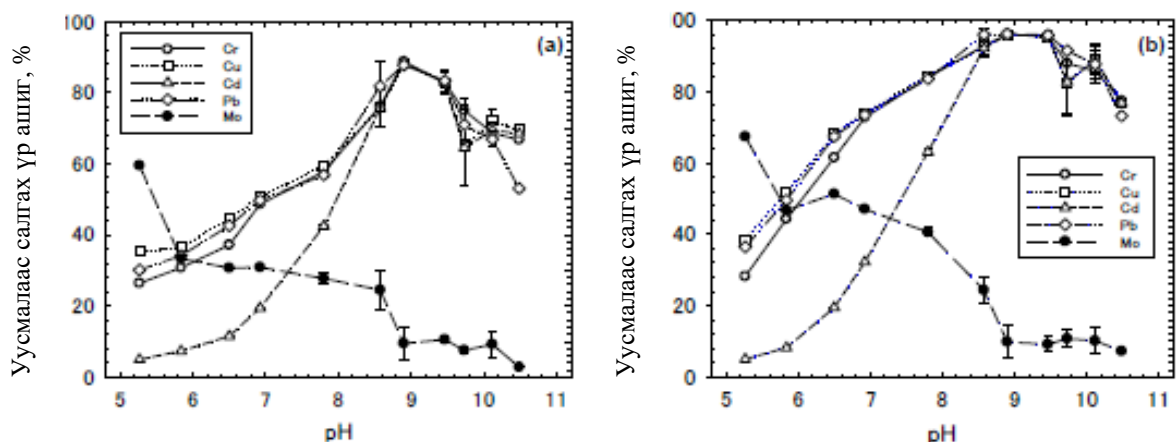 Уусмалаас салгах үр ашиг, %
100
80
60
40
20
0
(a)
Cr
Cu
Cd
Pb
Mo
5 6 7 8 9 10 11
pH
Уусмалаас салгах үр ашиг, %
00
80
60
40
20
0
(b)
Cr
Cu
Cd
Pb
Mo
5 6 7 8 9 10 11
pH